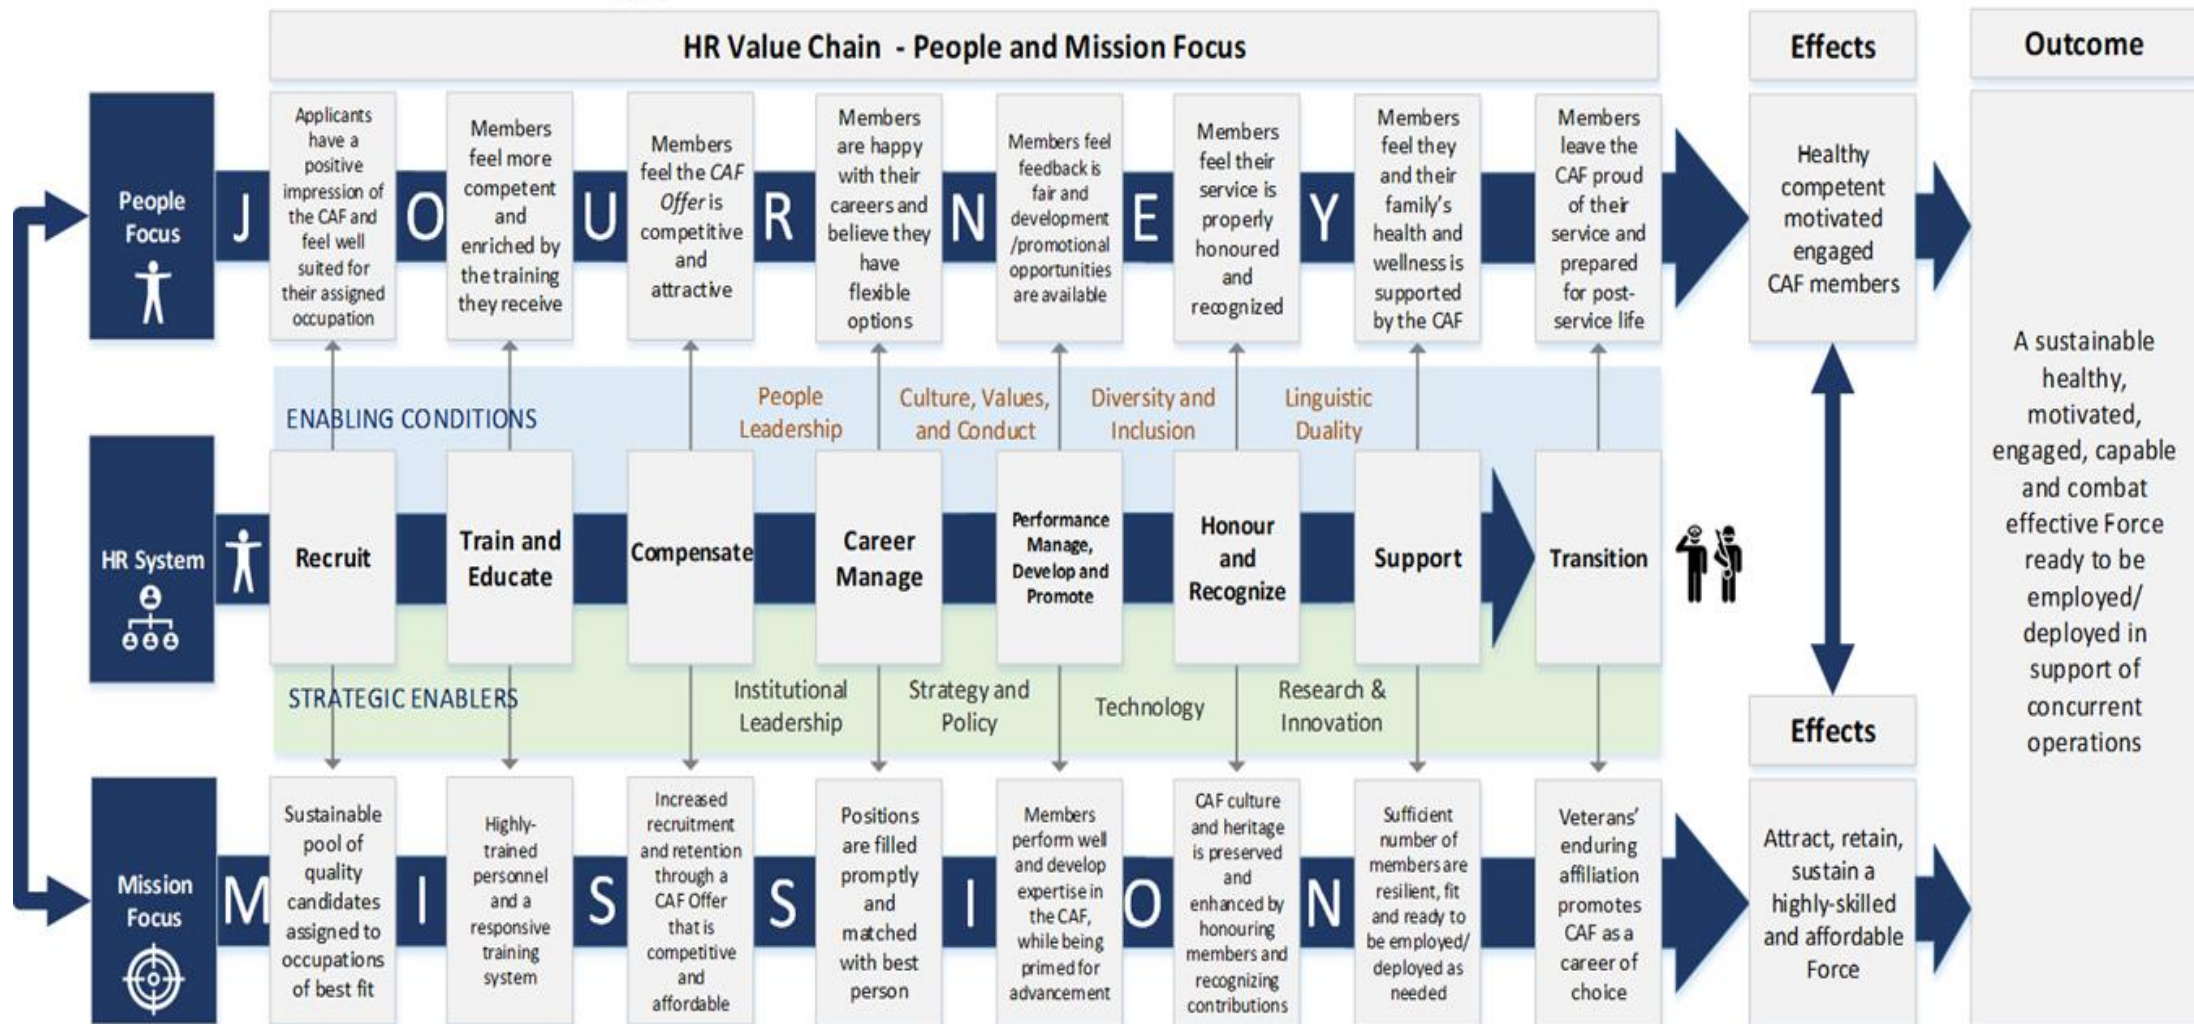 HR Value Chain - People and Mission Focus
Effects
Outcome
People
Focus
J
Applicants
have a
positive
impression of
the CAF and
feel well
suited for
their assigned
occupation
O
Members
feel more
competent
and
enriched by
the training
they receive
U
Members
feel the CAF
Offer is
competitive
and
attractive
R
Members
are happy
with their
careers and
believe they
have
flexible
options
N
Members feel
feedback is
fair and
development
/promotional
opportunities
are available
E
Members
feel their
service is
properly
honoured
and
recognized
Y
Members
feel they
and their
family's
health and
wellness is
supported
by the CAF
Members
leave the
CAF proud
of their
service and
prepared
for post-
service life
Healthy
competent
motivated
engaged
CAF members
A sustainable
healthy,
motivated,
engaged, capable
and combat
effective Force
ready to be
employed/
deployed in
support of
concurrent
operations
ENABLING CONDITIONS
People
Leadership
Culture, Values,
and Conduct
Diversity and
Inclusion
Linguistic
Duality
HR System
Recruit
Train and
Educate
Compensate
Career
Manage
Performance
Manage,
Develop and
Promote
Honour
and
Recognize
Support
Transition
STRATEGIC ENABLERS
Institutional
Leadership
Strategy and
Policy
Technology
Research &
Innovation
Effects
Mission
Focus
M
Sustainable
pool of
quality
candidates
assigned to
occupations
of best fit
I
Highly-
trained
personnel
and a
responsive
training
system
S
Increased
recruitment
and retention
through a
CAF Offer
that is
competitive
and
affordable
S
Positions
are filled
promptly
and
matched
with best
person
I
Members
perform well
and develop
expertise in
the CAF,
while being
primed for
advancement
O
CAF culture
and heritage
is preserved
and
enhanced by
honouring
members and
recognizing
contributions
N
Sufficient
number of
members are
resilient, fit
and ready to
be employed/
deployed as
needed
Veterans'
enduring
affiliation
promotes
CAF as a
career of
choice
Attract, retain,
sustain a
highly-skilled
and affordable
Force